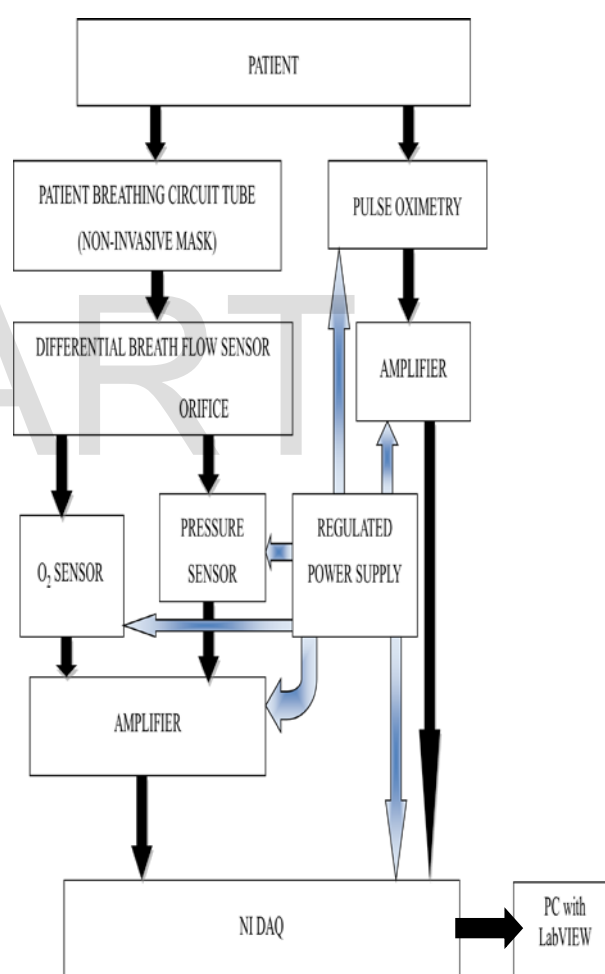 PATIENT
PATIENT BREATHING CIRCUIT TUBE
(NON-INVASIVE MASK)
PULSE OXIMETRY
DIFFERENTIAL BREATH FLOW SENSOR
ORIFICE
AMPLIFIER
ART
O₂ SENSOR
PRESSURE
SENSOR
REGULATED
POWER SUPPLY
AMPLIFIER
NI DAQ
PC with
LabVIEW